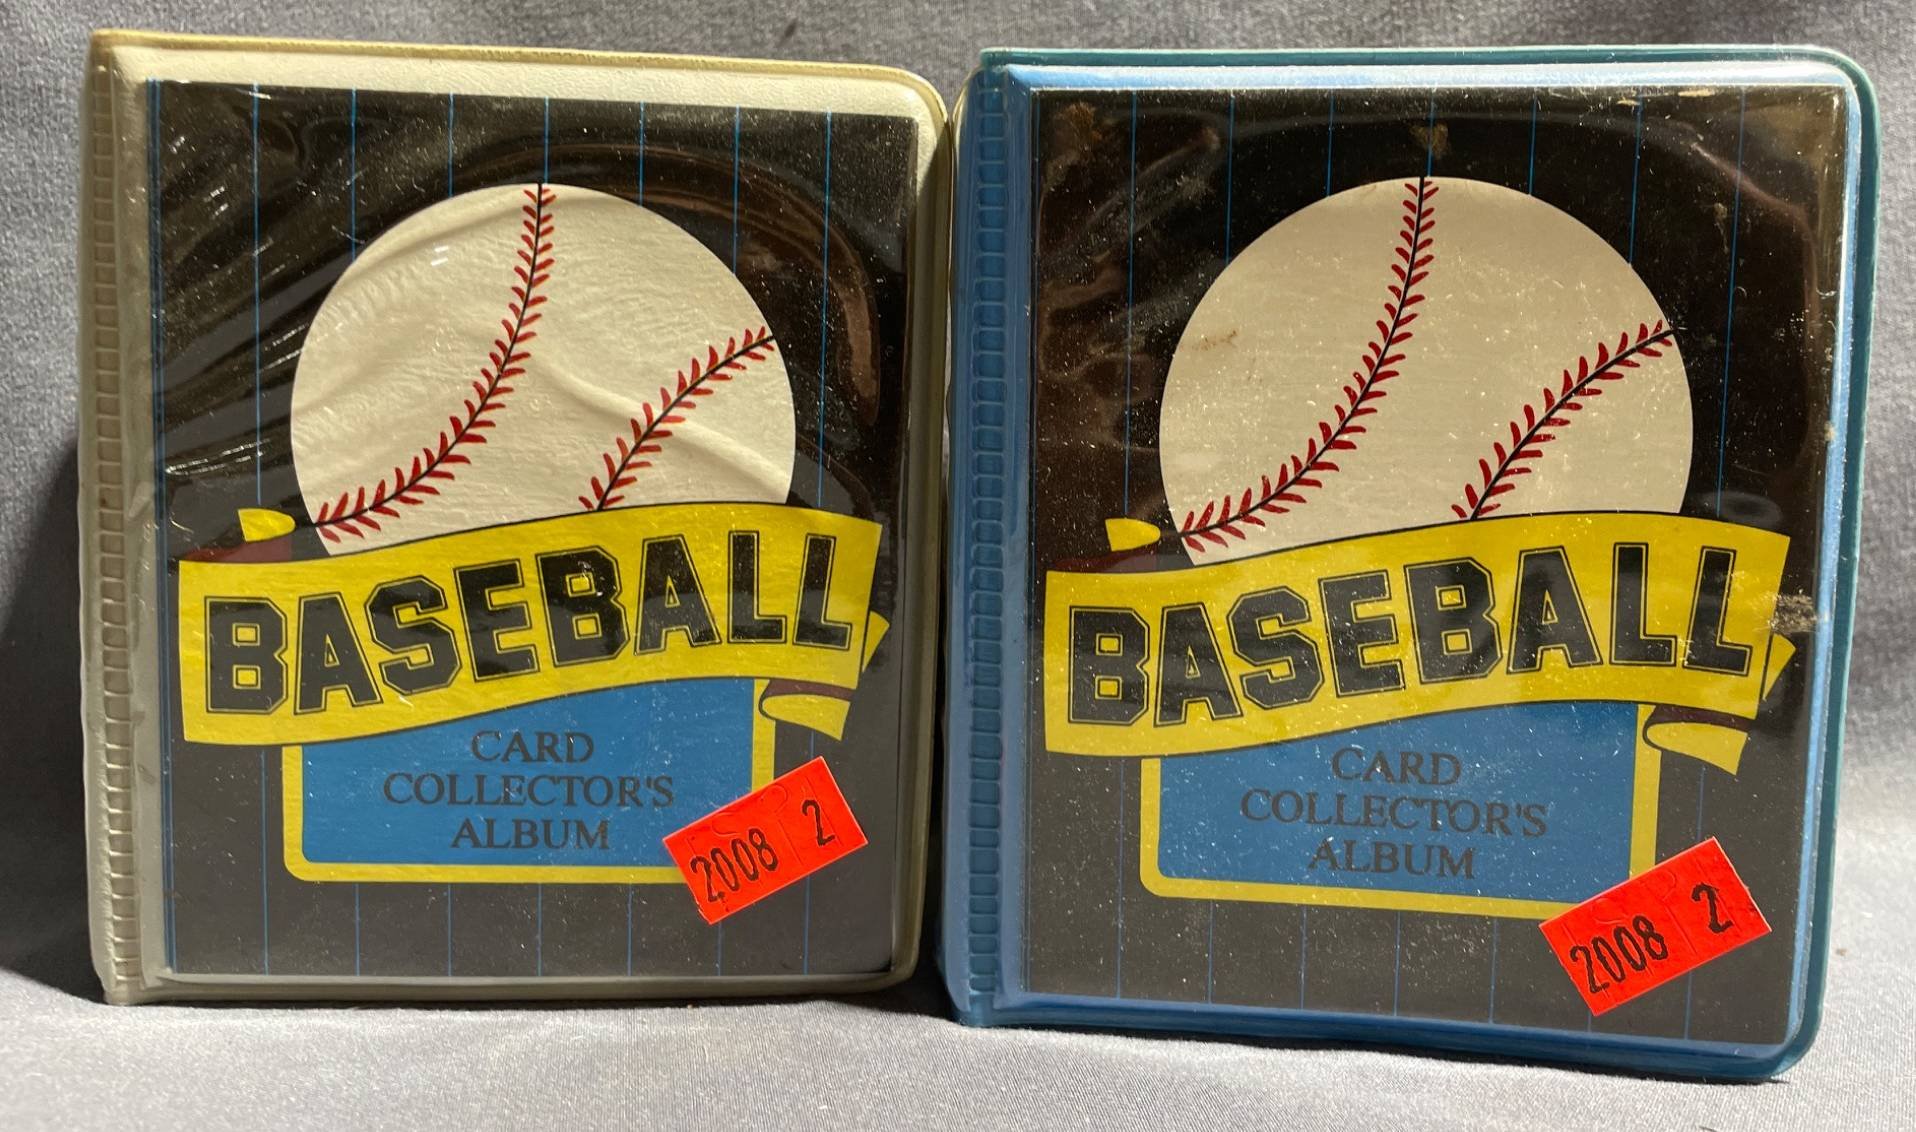 BASEBALL
CARD
COLLECTOR'S
ALBUM
2008 2
BASEBALL
CARD
COLLECTOR'S
ALBUM
2008 2